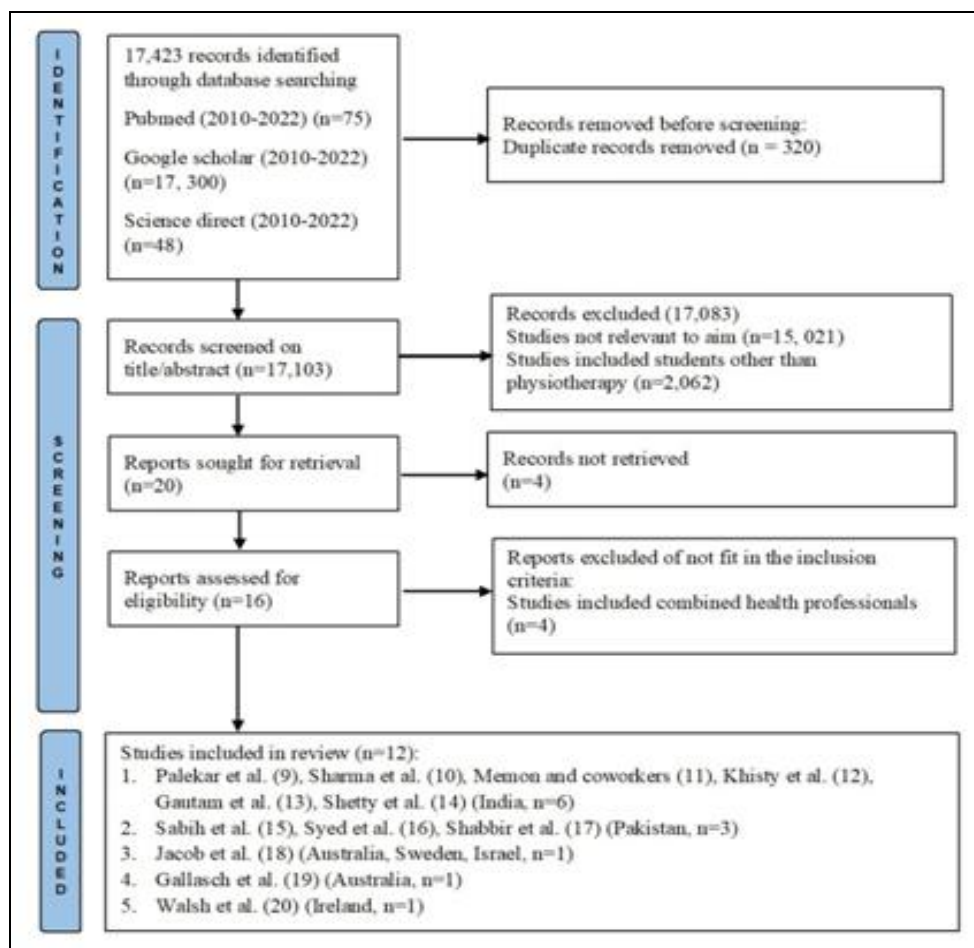 IDENTIFICATION
17,423 records identified
through database searching
Pubmed (2010-2022) (n=75)
Google scholar (2010-2022)
(n=17, 300)
Science direct (2010-2022)
(n=48)
Records removed before screening:
Duplicate records removed (n = 320)
SCREENING
Records screened on
title/abstract (n=17,103)
Records excluded (17,083)
Studies not relevant to aim (n=15, 021)
Studies included students other than
physiotherapy (n=2,062)
Reports sought for retrieval
(n=20)
Records not retrieved
(n=4)
Reports assessed for
eligibility (n=16)
Reports excluded of not fit in the inclusion
criteria:
Studies included combined health professionals
(n=4)
INCLUDED
Studies included in review (n=12):
1. Palekar et al. (9), Sharma et al. (10), Memon and coworkers (11), Khisty et al. (12),
Gautam et al. (13), Shetty et al. (14) (India, n=6)
2. Sabih et al. (15), Syed et al. (16), Shabbir et al. (17) (Pakistan, n=3)
3. Jacob et al. (18) (Australia, Sweden, Israel, n=1)
4. Gallasch et al. (19) (Australia, n=1)
5. Walsh et al. (20) (Ireland, n=1)